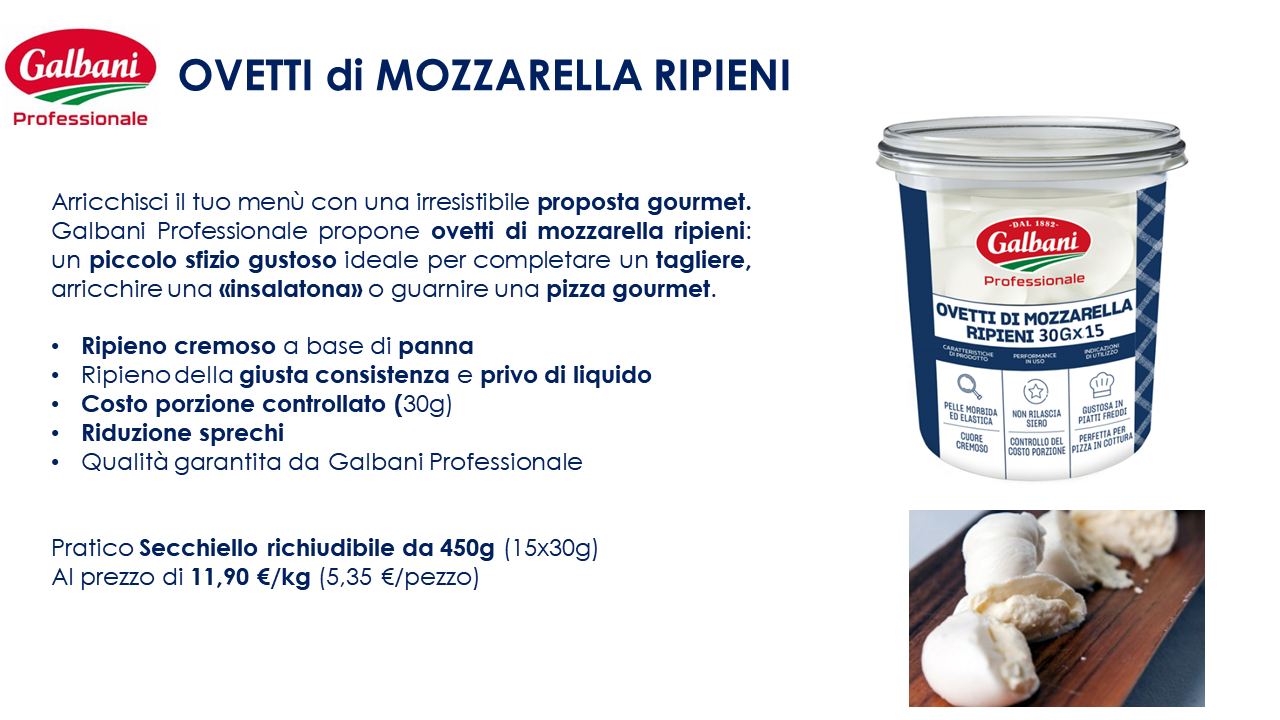 Galbani
Professionale
OVETTI di MOZZARELLA RIPIENI
Arricchisci il tuo menù con una irresistibile proposta gourmet.
Galbani Professionale propone ovetti di mozzarella ripieni:
un piccolo sfizio gustoso ideale per completare un tagliere,
arricchire una «insalatona» o guarnire una pizza gourmet.
• Ripieno cremoso a base di panna
• Ripieno della giusta consistenza e privo di liquido
• Costo porzione controllato (30g)
• Riduzione sprechi
• Qualità garantita da Galbani Professionale
Pratico Secchiello richiudibile da 450g (15x30g)
Al prezzo di 11,90 €/kg (5,35 €/pezzo)
-DAL 1882-
Galbani
Professionale
OVETTI DI MOZZARELLA
RIPIENI 30Gx15
CARATTERISTICHE
DI PRODOTTO
PERFORMANCE
IN USO
INDICAZIONI
DI UTILIZZO
PELLE MORBIDA
ED ELASTICA
CUORE
CREMOSO
NON RILASCIA
SIERO
CONTROLLO DEL
COSTO PORZIONE
GUSTOSA IN
PIATTI FREDDI
PERFETTA PER
PIZZA IN COTTURA